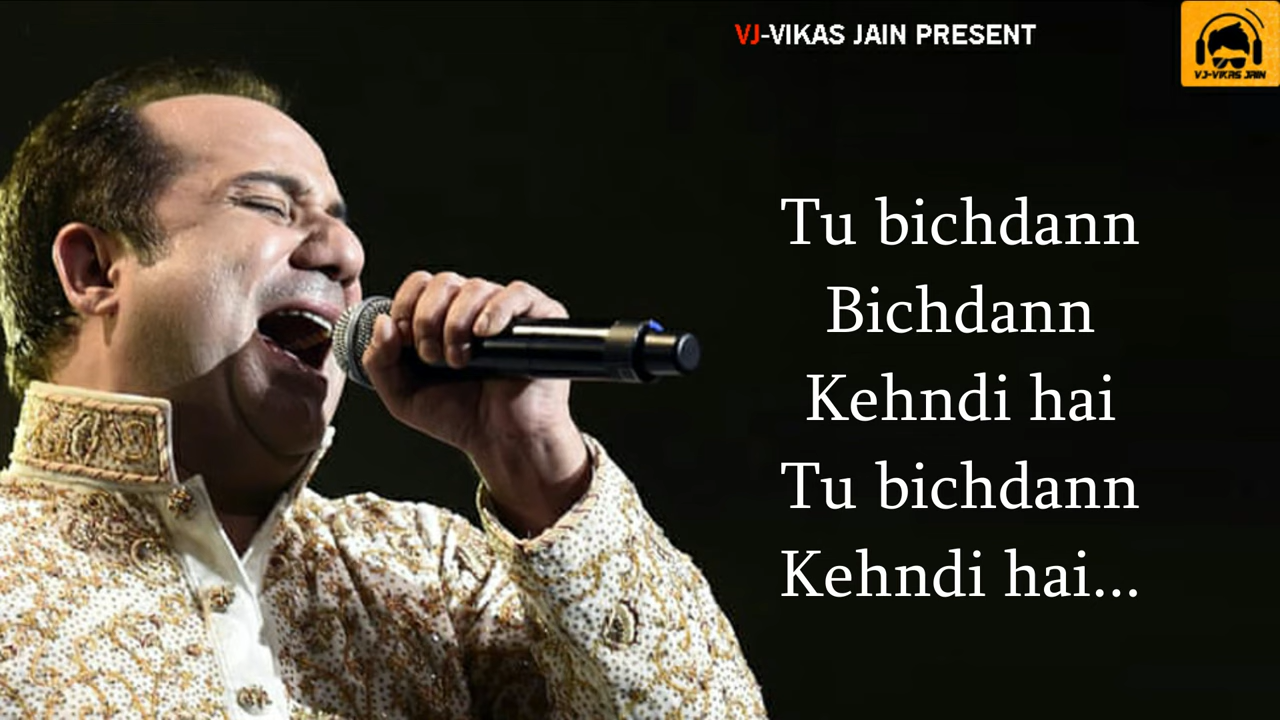 VJ-VIKAS JAIN PRESENT
VJ-VIKAS JAIN
Tu bichdann
Bichdann
Kehndi hai
Tu bichdann
Kehndi hai...